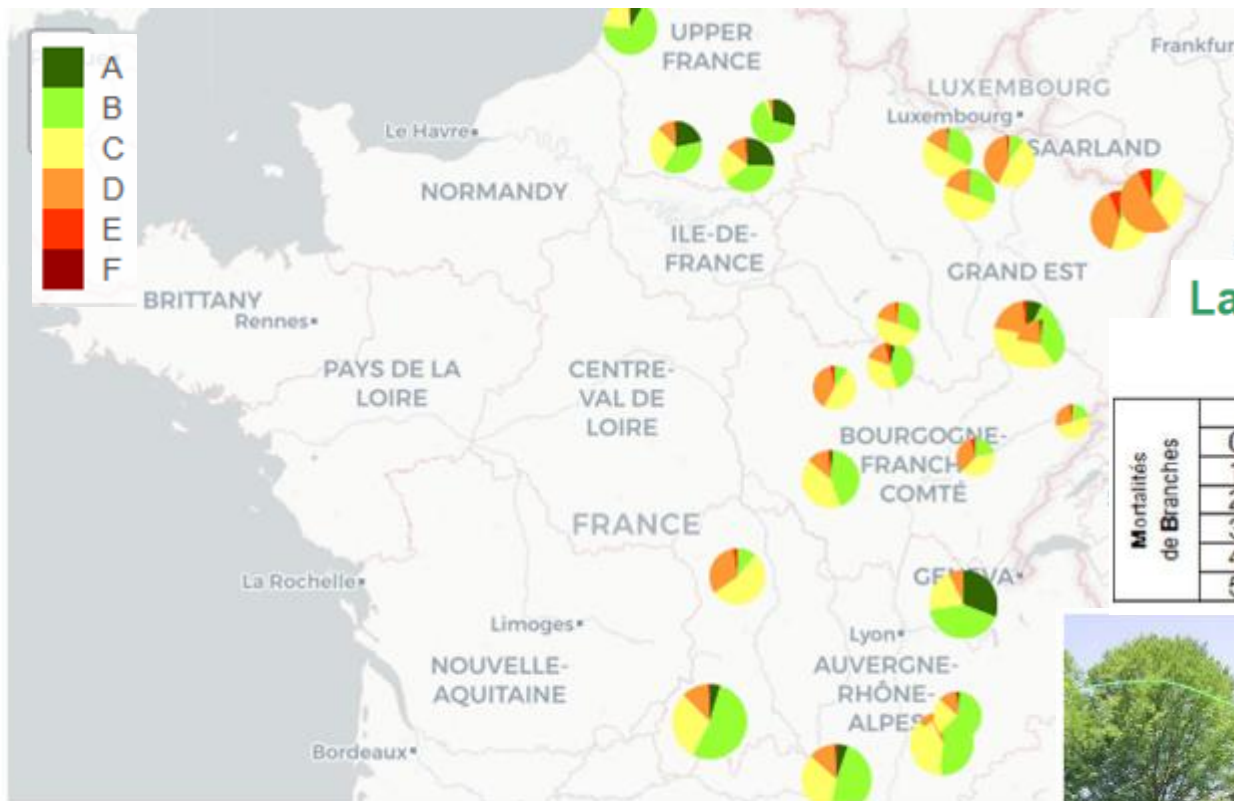 A
B
C
D
E
F
UPPER
FRANCE
Frankfur
LUXEMBOURG
Luxembourg
Le Havre
SAARLAND
NORMANDY
ILE-DE-
FRANCE
GRAND EST
La
BRITTANY
Rennes
PAYS DE LA
LOIRE
CENTRE-
VAL DE
LOIRE
BOURGOGNE-
FRANCH
COMTÉ
Mortalités
de Branches
FRANCE
La Rochelle
GENEVA
Limoges
Lyon
NOUVELLE-
AQUITAINE
AUVERGNE-
RHÔNE-
ALPES
Bordeaux